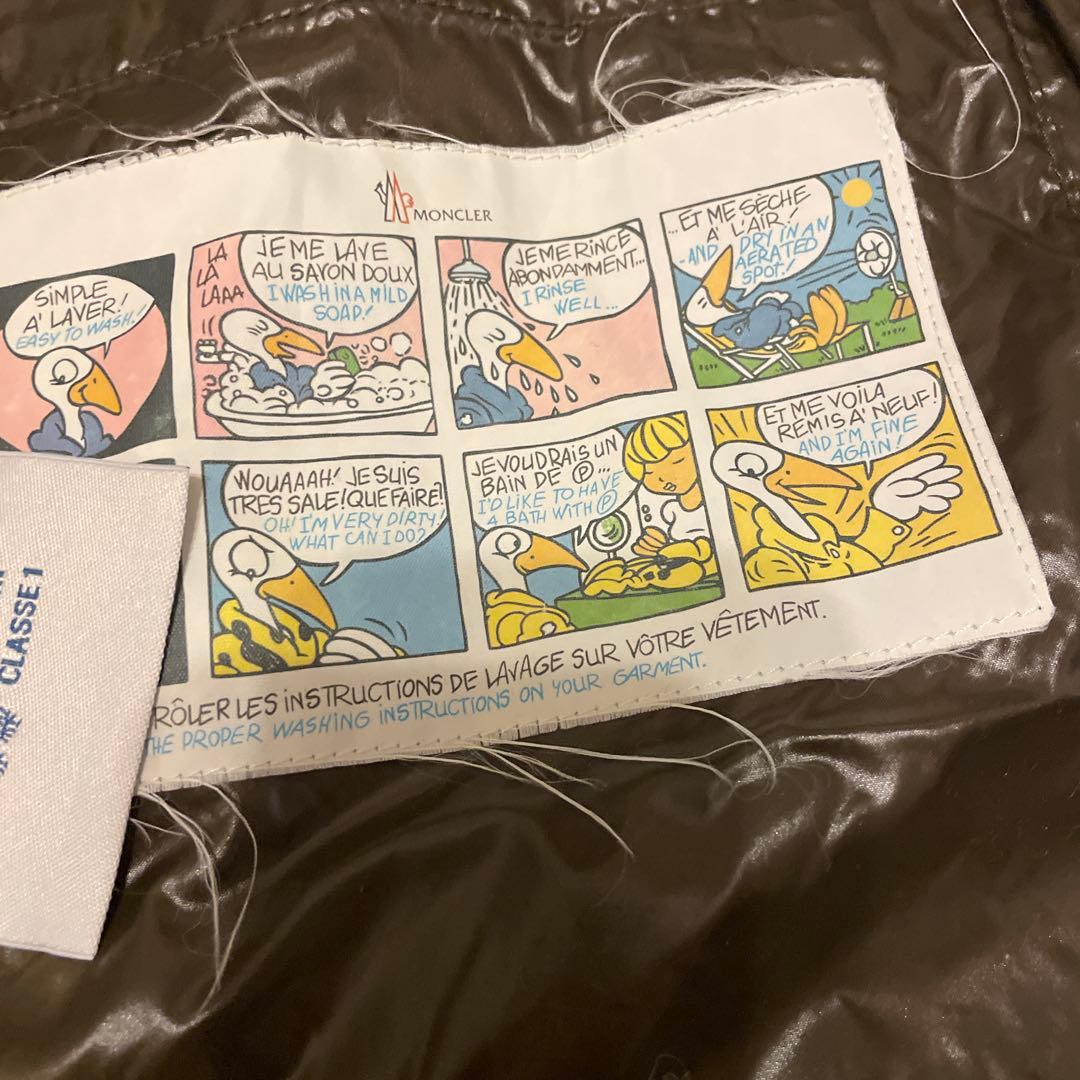 MONCLER
SIMPLE
A' LAVER!
EASY TO WASH!
LA
LA
LAAA
JE ME LAVE
AU SAVON DOUX
I WASH IN A MILD
SOAP!
JE ME RINCE
ABONDAMMENT...
I RINSE
WELL...
...ET ME SÈCHE
A' L'AIR!
- AND DRY IN AN
AERATED
SPOT!
WOUAAAH! JE SUIS
TRES SALE! QUE FAIRE!
OH! I'M VERY DIRTY!
WHAT CAN I DO?
JE VOUDRAIS UN
BAIN DE Ⓟ...
I'D LIKE TO HAVE
A BATH WITH Ⓟ
ET ME VOILA
REMIS A' NEUF!
AND I'M FINE
AGAIN!
RÔLER LES INSTRUCTIONS DE LAVAGE SUR VÔTRE VÊTEMENT.
THE PROPER WASHING INSTRUCTIONS ON YOUR GARMENT.
CLASSE 1